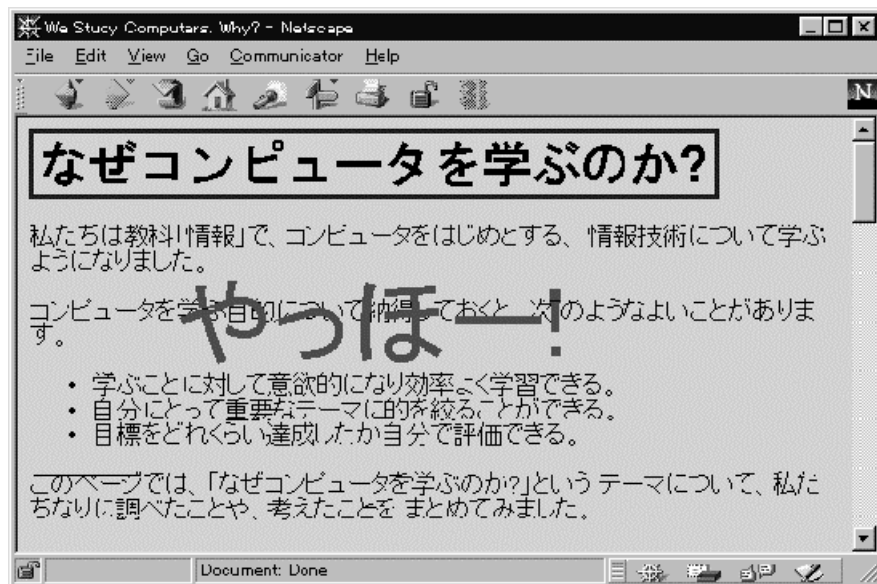 We Stucy Computers. Why? - Netscape
File Edit View Go Communicator Help
N
なぜコンピュータを学ぶのか?
私たちは教科「情報」で、コンピュータをはじめとする、情報技術について学ぶ
ようになりました。
コンピュータを学ぶ目的について納得しておくと、次のようなよいことがありま
す。
やっほー!
• 学ぶことに対して意欲的になり効率よく学習できる。
• 自分にとって重要なテーマに的を絞ることができる。
• 目標をどれくらい達成したか自分で評価できる。
このページでは、「なぜコンピュータを学ぶのか?」という テーマについて、私た
ちなりに調べたことや、考えたことを まとめてみました。
Document: Done